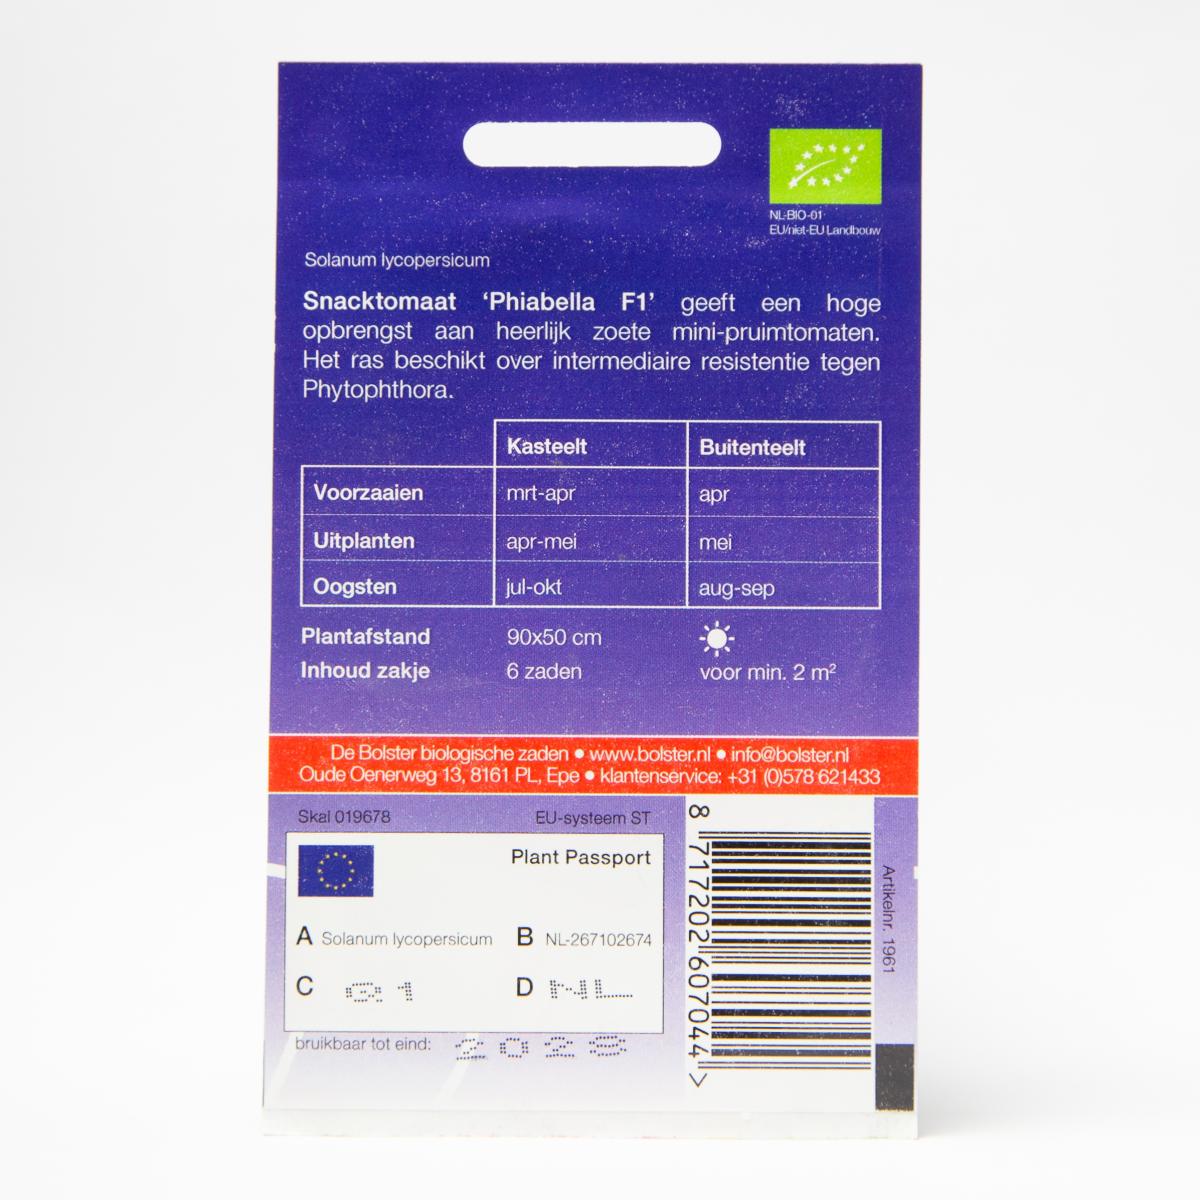 NL-BIO-01
EU/niet-EU Landbouw
Solanum lycopersicum
Snacktomaat ‘Phiabella F1’ geeft een hoge
opbrengst aan heerlijk zoete mini-pruimtomaten.
Het ras beschikt over intermediaire resistentie tegen
Phytophthora.
Kasteelt Buitenteelt
Voorzaaien mrt-apr apr
Uitplanten apr-mei mei
Oogsten jul-okt aug-sep
Plantafstand 90x50 cm
Inhoud zakje 6 zaden voor min. 2 m²
De Bolster biologische zaden • www.bolster.nl • info@bolster.nl
Oude Oenerweg 13, 8161 PL, Epe • klantenservice: +31 (0)578 621433
Skal 019678 EU-systeem ST
Plant Passport
A Solanum lycopersicum B NL-267102674
C D NL
bruikbaar tot eind: 2028
8 717202 607044 >
Artikelnr. 1961